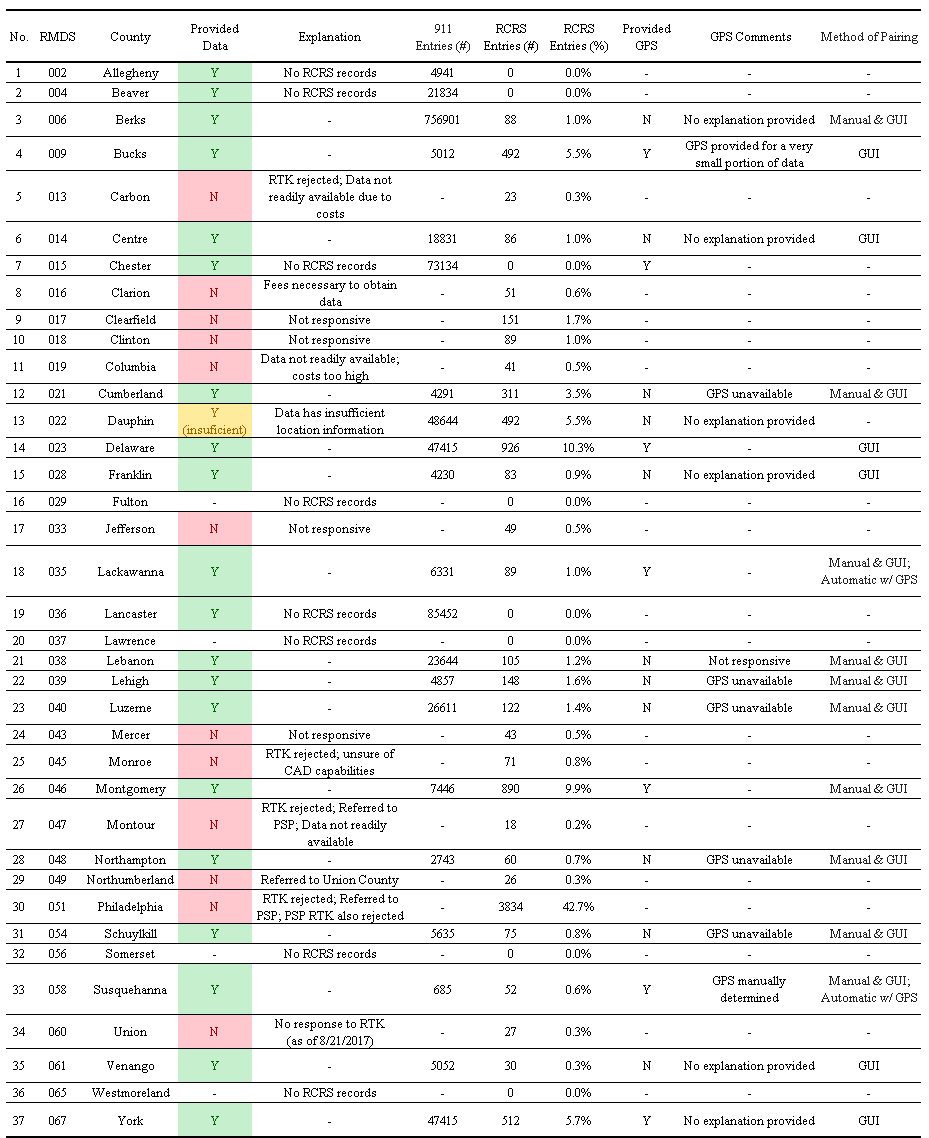 No. RMDS County Provided Data Explanation 911 Entries (#) RCRS Entries (#) RCRS Entries (%) Provided GPS GPS Comments Method of Pairing
1 002 Allegheny Y No RCRS records 4941 0 0.0% - - -
2 004 Beaver Y No RCRS records 21834 0 0.0% - - -
3 006 Berks Y - 756901 88 1.0% N No explanation provided Manual & GUI
4 009 Bucks Y - 5012 492 5.5% Y GPS provided for a very small portion of data GUI
5 013 Carbon N RTK rejected; Data not readily available due to costs - 23 0.3% - - -
6 014 Centre Y - 18831 86 1.0% N No explanation provided GUI
7 015 Chester Y No RCRS records 73134 0 0.0% Y - -
8 016 Clarion N Fees necessary to obtain data - 51 0.6% - - -
9 017 Clearfield N Not responsive - 151 1.7% - - -
10 018 Clinton N Not responsive - 89 1.0% - - -
11 019 Columbia N Data not readily available; costs too high - 41 0.5% - - -
12 021 Cumberland Y - 4291 311 3.5% N GPS unavailable Manual & GUI
13 022 Dauphin Y (insuficient) Data has insufficient location information 48644 492 5.5% N No explanation provided -
14 023 Delaware Y - 47415 926 10.3% Y - GUI
15 028 Franklin Y - 4230 83 0.9% N No explanation provided GUI
16 029 Fulton - No RCRS records - 0 0.0% - - -
17 033 Jefferson N Not responsive - 49 0.5% - - -
18 035 Lackawanna Y - 6331 89 1.0% Y - Manual & GUI; Automatic w/ GPS
19 036 Lancaster Y No RCRS records 85452 0 0.0% - - -
20 037 Lawrence - No RCRS records - 0 0.0% - - -
21 038 Lebanon Y - 23644 105 1.2% N Not responsive Manual & GUI
22 039 Lehigh Y - 4857 148 1.6% N GPS unavailable Manual & GUI
23 040 Luzerne Y - 26611 122 1.4% N GPS unavailable Manual & GUI
24 043 Mercer N Not responsive - 43 0.5% - - -
25 045 Monroe N RTK rejected; unsure of CAD capabilities - 71 0.8% - - -
26 046 Montgomery Y - 7446 890 9.9% Y - Manual & GUI
27 047 Montour N RTK rejected; Referred to PSP; Data not readily available - 18 0.2% - - -
28 048 Northampton Y - 2743 60 0.7% N GPS unavailable Manual & GUI
29 049 Northumberland N Referred to Union County - 26 0.3% - - -
30 051 Philadelphia N RTK rejected; Referred to PSP; PSP RTK also rejected - 3834 42.7% - - -
31 054 Schuylkill Y - 5635 75 0.8% N GPS unavailable Manual & GUI
32 056 Somerset - No RCRS records - 0 0.0% - - -
33 058 Susquehanna Y - 685 52 0.6% Y GPS manually determined Manual & GUI; Automatic w/ GPS
34 060 Union N No response to RTK (as of 8/21/2017) - 27 0.3% - - -
35 061 Venango Y - 5052 30 0.3% N No explanation provided GUI
36 065 Westmoreland - No RCRS records - 0 0.0% - - -
37 067 York Y - 47415 512 5.7% Y No explanation provided GUI